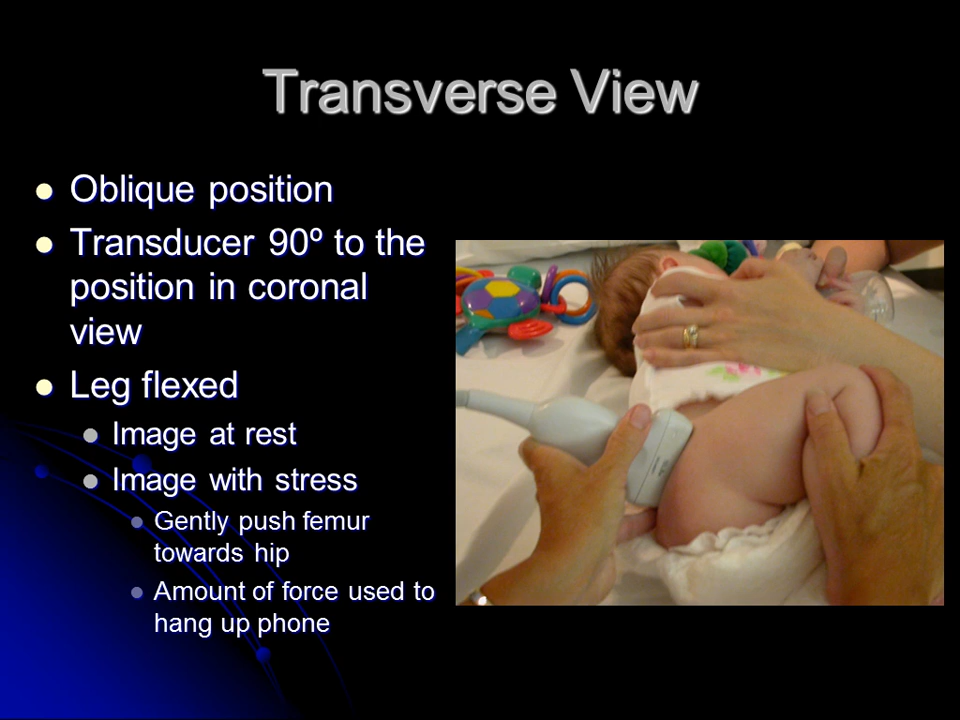 Transverse View
Oblique position
Transducer 90º to the
position in coronal
view
Leg flexed
Image at rest
Image with stress
Gently push femur
towards hip
Amount of force used to
hang up phone